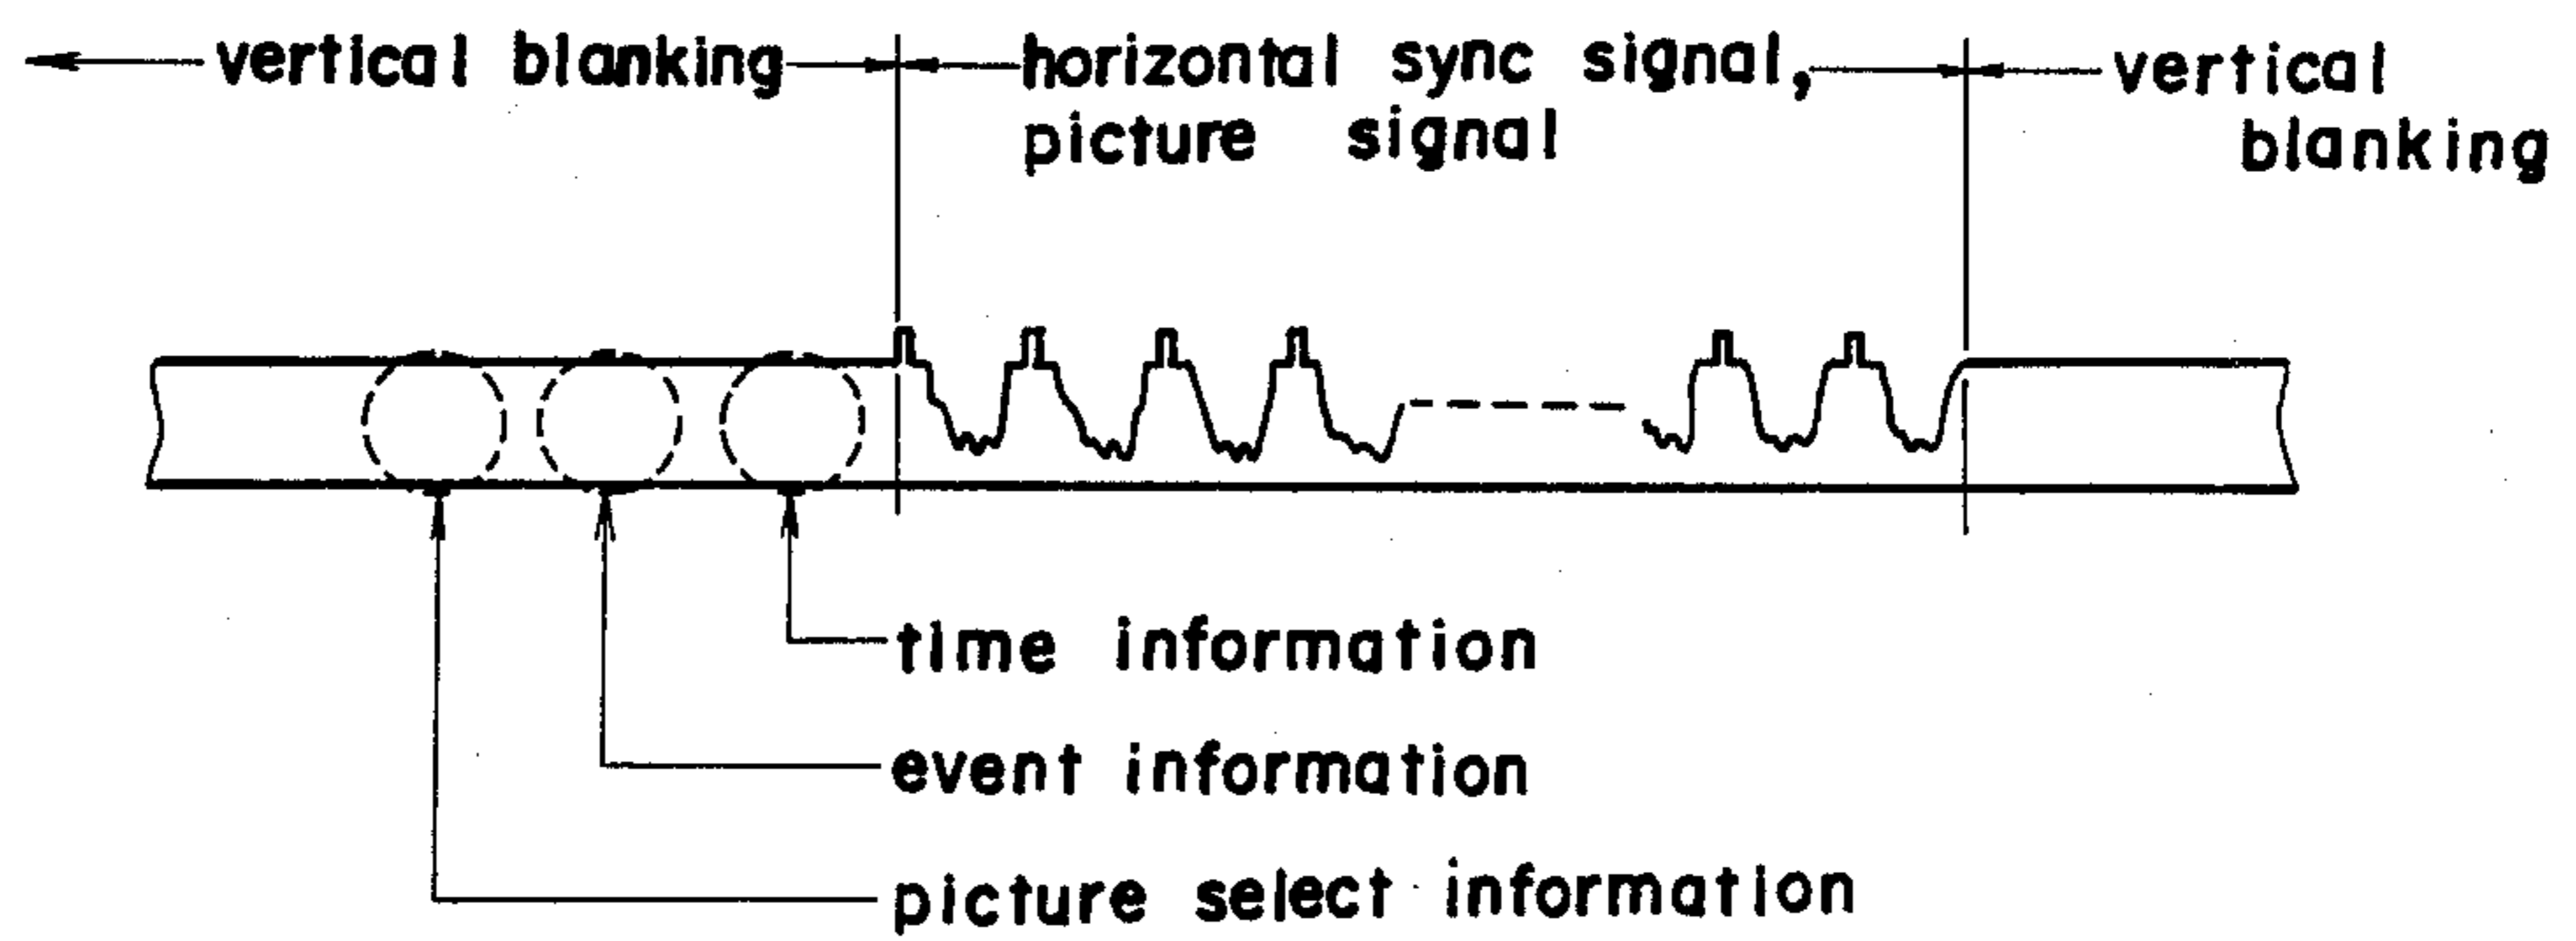 vertical blanking
horizontal sync signal,
picture signal
vertical
blanking
time information
event information
picture select information